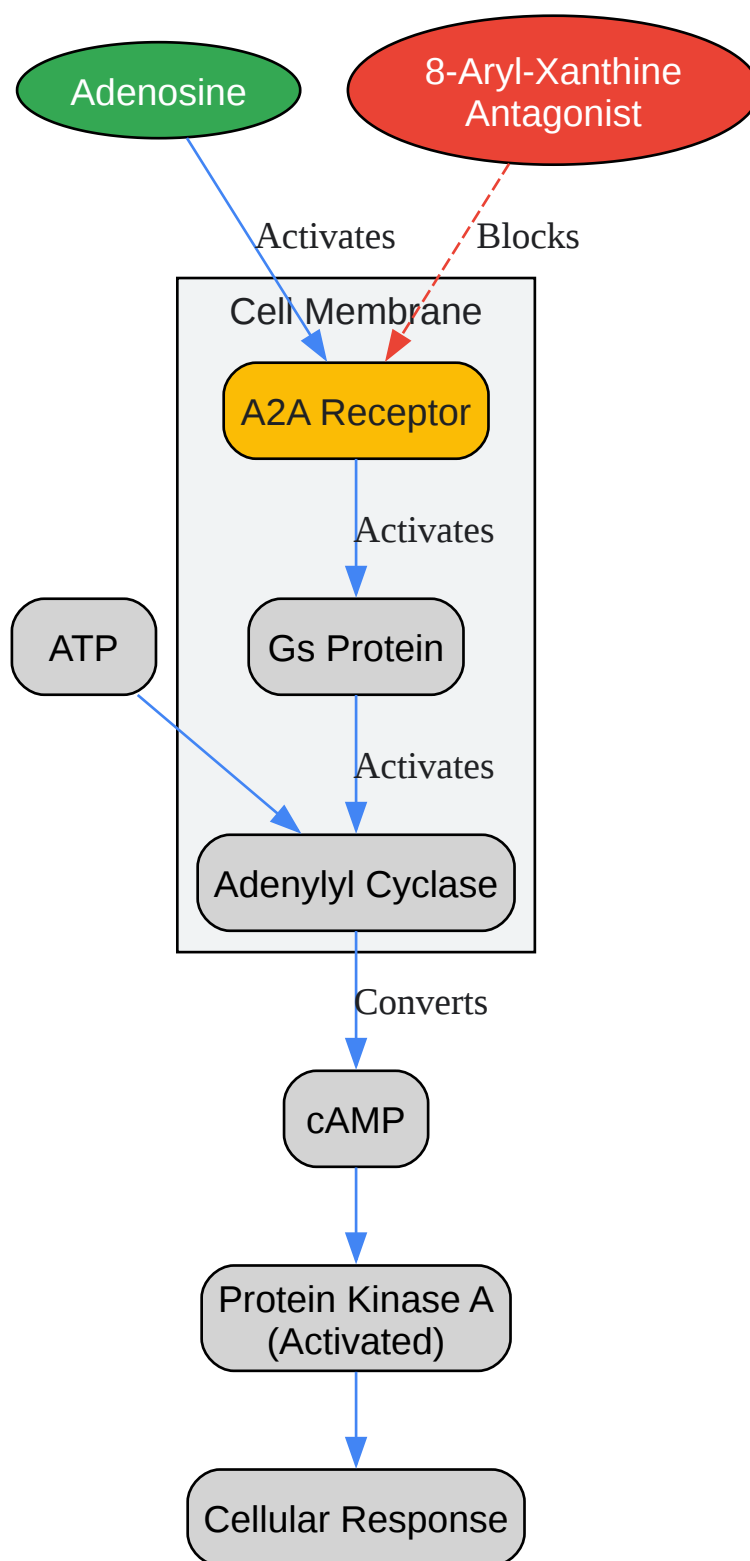 Adenosine
8-Aryl-Xanthine
Antagonist
Activates
Blocks
Cell Membrane
A2A Receptor
Activates
ATP
Gs Protein
Activates
Adenylyl Cyclase
Converts
cAMP
Protein Kinase A
(Activated)
Cellular Response